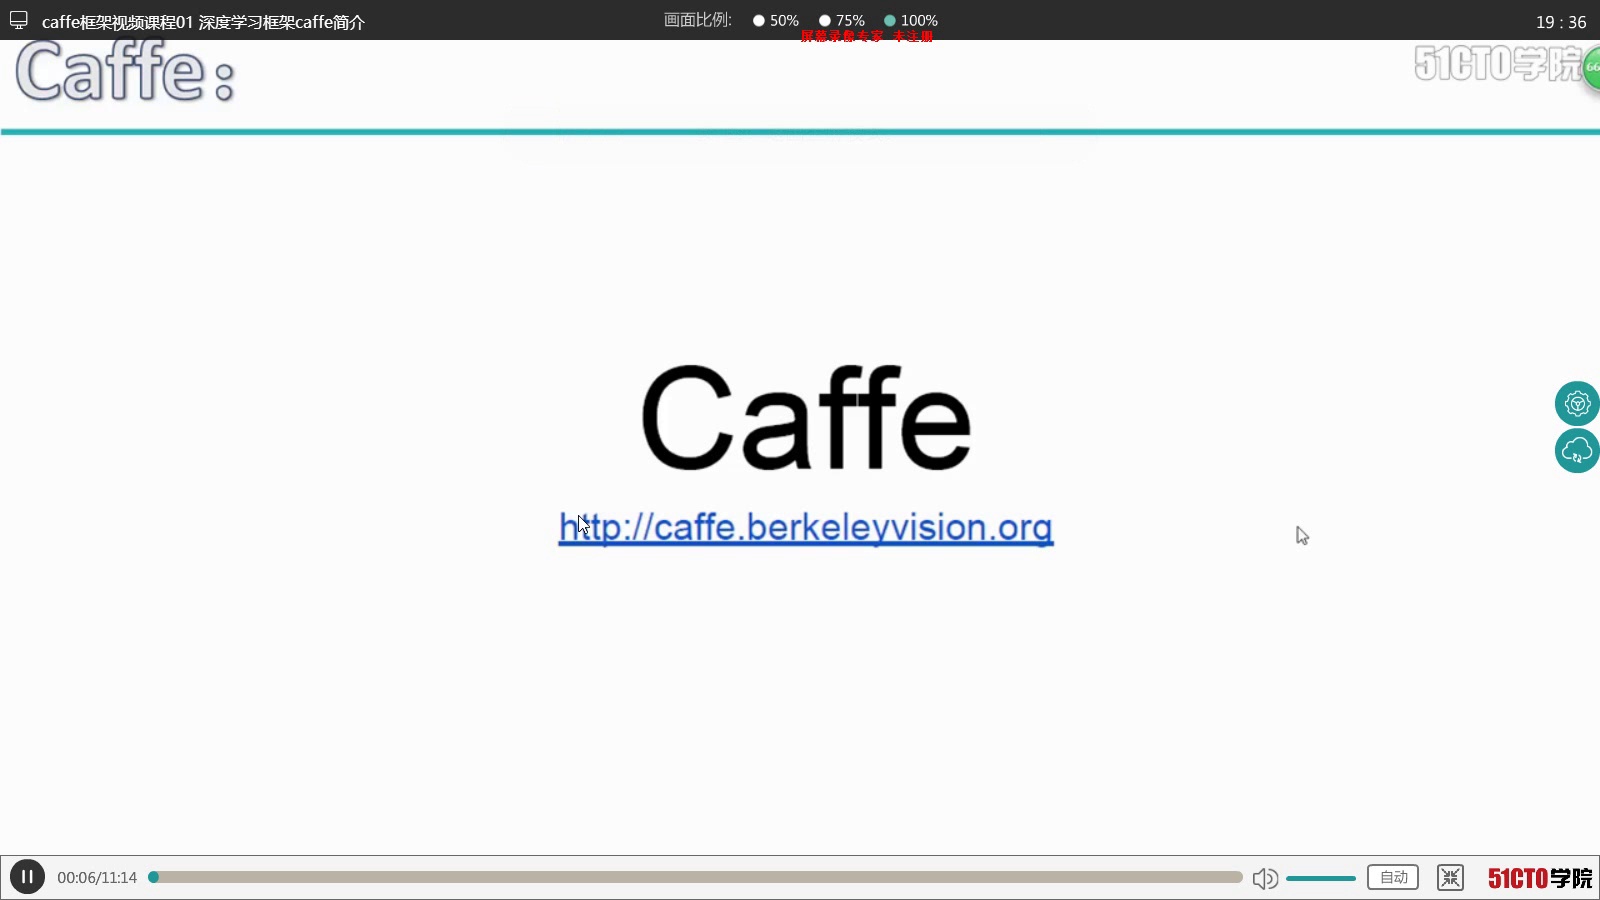 caffe框架视频课程01 深度学习框架caffe简介
画面比例: 50% 75% 100%
19 : 36
屏幕录像专家 未注册
Caffe:
51CTO学院
66
Caffe
http://caffe.berkeleyvision.org
00:06/11:14
自动
51CTO学院